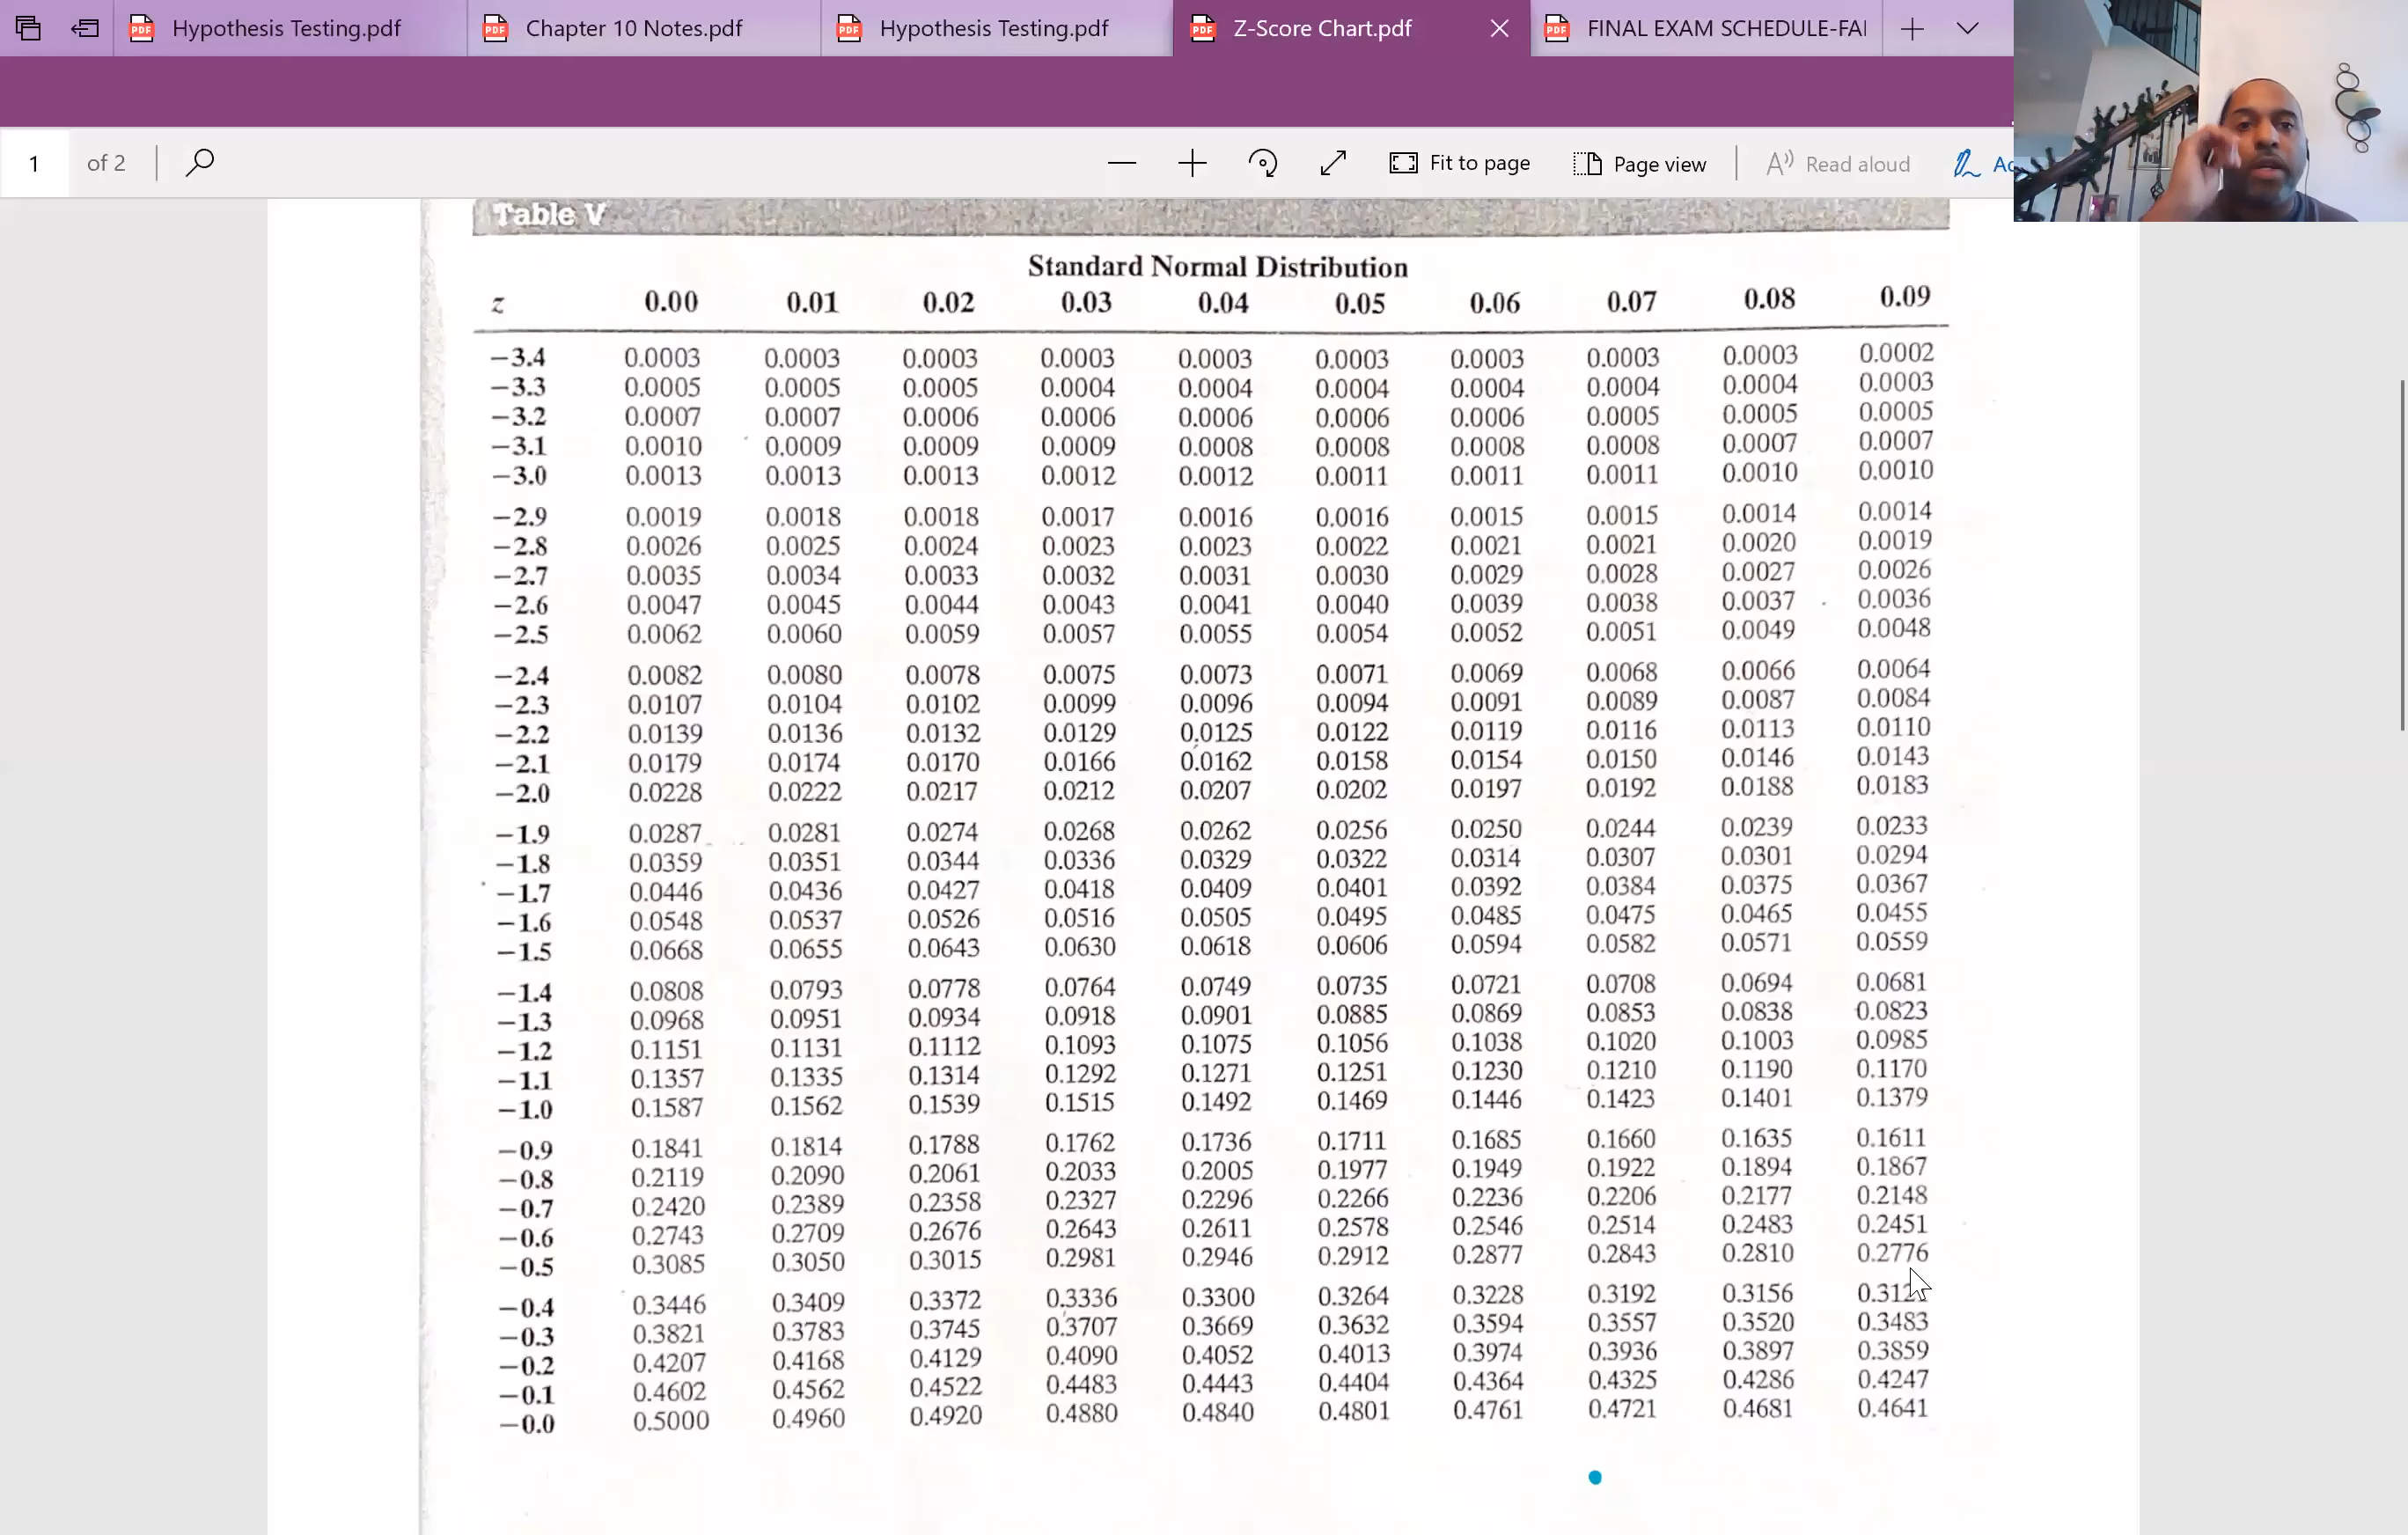 Hypothesis Testing.pdf
Chapter 10 Notes.pdf
Hypothesis Testing.pdf
Z-Score Chart.pdf
FINAL EXAM SCHEDULE-FAI
1 of 2
Fit to page
Page view
Read aloud
Table V
Standard Normal Distribution
z 0.00 0.01 0.02 0.03 0.04 0.05 0.06 0.07 0.08 0.09
−3.4 0.0003 0.0003 0.0003 0.0003 0.0003 0.0003 0.0003 0.0003 0.0003 0.0002
−3.3 0.0005 0.0005 0.0005 0.0004 0.0004 0.0004 0.0004 0.0004 0.0004 0.0003
−3.2 0.0007 0.0007 0.0006 0.0006 0.0006 0.0006 0.0006 0.0005 0.0005 0.0005
−3.1 0.0010 0.0009 0.0009 0.0009 0.0008 0.0008 0.0008 0.0008 0.0007 0.0007
−3.0 0.0013 0.0013 0.0013 0.0012 0.0012 0.0011 0.0011 0.0011 0.0010 0.0010
−2.9 0.0019 0.0018 0.0018 0.0017 0.0016 0.0016 0.0015 0.0015 0.0014 0.0014
−2.8 0.0026 0.0025 0.0024 0.0023 0.0023 0.0022 0.0021 0.0021 0.0020 0.0019
−2.7 0.0035 0.0034 0.0033 0.0032 0.0031 0.0030 0.0029 0.0028 0.0027 0.0026
−2.6 0.0047 0.0045 0.0044 0.0043 0.0041 0.0040 0.0039 0.0038 0.0037 0.0036
−2.5 0.0062 0.0060 0.0059 0.0057 0.0055 0.0054 0.0052 0.0051 0.0049 0.0048
−2.4 0.0082 0.0080 0.0078 0.0075 0.0073 0.0071 0.0069 0.0068 0.0066 0.0064
−2.3 0.0107 0.0104 0.0102 0.0099 0.0096 0.0094 0.0091 0.0089 0.0087 0.0084
−2.2 0.0139 0.0136 0.0132 0.0129 0.0125 0.0122 0.0119 0.0116 0.0113 0.0110
−2.1 0.0179 0.0174 0.0170 0.0166 0.0162 0.0158 0.0154 0.0150 0.0146 0.0143
−2.0 0.0228 0.0222 0.0217 0.0212 0.0207 0.0202 0.0197 0.0192 0.0188 0.0183
−1.9 0.0287 0.0281 0.0274 0.0268 0.0262 0.0256 0.0250 0.0244 0.0239 0.0233
−1.8 0.0359 0.0351 0.0344 0.0336 0.0329 0.0322 0.0314 0.0307 0.0301 0.0294
−1.7 0.0446 0.0436 0.0427 0.0418 0.0409 0.0401 0.0392 0.0384 0.0375 0.0367
−1.6 0.0548 0.0537 0.0526 0.0516 0.0505 0.0495 0.0485 0.0475 0.0465 0.0455
−1.5 0.0668 0.0655 0.0643 0.0630 0.0618 0.0606 0.0594 0.0582 0.0571 0.0559
−1.4 0.0808 0.0793 0.0778 0.0764 0.0749 0.0735 0.0721 0.0708 0.0694 0.0681
−1.3 0.0968 0.0951 0.0934 0.0918 0.0901 0.0885 0.0869 0.0853 0.0838 0.0823
−1.2 0.1151 0.1131 0.1112 0.1093 0.1075 0.1056 0.1038 0.1020 0.1003 0.0985
−1.1 0.1357 0.1335 0.1314 0.1292 0.1271 0.1251 0.1230 0.1210 0.1190 0.1170
−1.0 0.1587 0.1562 0.1539 0.1515 0.1492 0.1469 0.1446 0.1423 0.1401 0.1379
−0.9 0.1841 0.1814 0.1788 0.1762 0.1736 0.1711 0.1685 0.1660 0.1635 0.1611
−0.8 0.2119 0.2090 0.2061 0.2033 0.2005 0.1977 0.1949 0.1922 0.1894 0.1867
−0.7 0.2420 0.2389 0.2358 0.2327 0.2296 0.2266 0.2236 0.2206 0.2177 0.2148
−0.6 0.2743 0.2709 0.2676 0.2643 0.2611 0.2578 0.2546 0.2514 0.2483 0.2451
−0.5 0.3085 0.3050 0.3015 0.2981 0.2946 0.2912 0.2877 0.2843 0.2810 0.2776
−0.4 0.3446 0.3409 0.3372 0.3336 0.3300 0.3264 0.3228 0.3192 0.3156
−0.3 0.3821 0.3783 0.3745 0.3707 0.3669 0.3632 0.3594 0.3557 0.3520 0.3483
−0.2 0.4207 0.4168 0.4129 0.4090 0.4052 0.4013 0.3974 0.3936 0.3897 0.3859
−0.1 0.4602 0.4562 0.4522 0.4483 0.4443 0.4404 0.4364 0.4325 0.4286 0.4247
−0.0 0.5000 0.4960 0.4920 0.4880 0.4840 0.4801 0.4761 0.4721 0.4681 0.4641